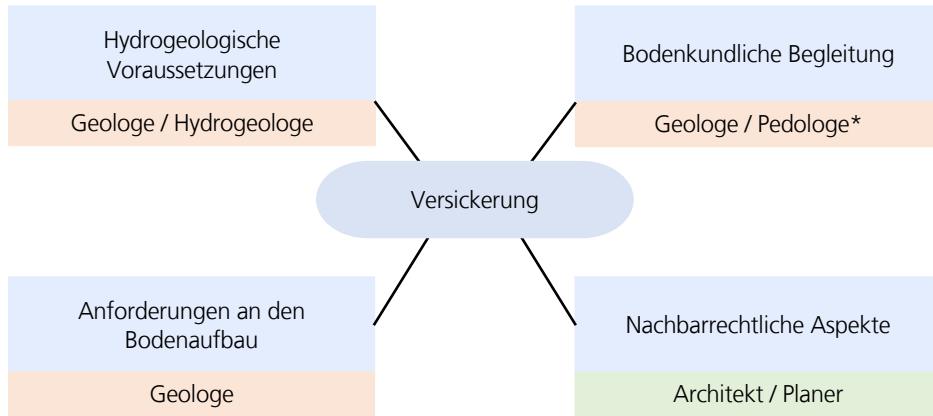 Hydrogeologische
Voraussetzungen
Geologe / Hydrogeologe
Bodenkundliche Begleitung
Geologe / Pedologe*
Versickerung
Anforderungen an den
Bodenaufbau
Geologe
Nachbarrechtliche Aspekte
Architekt / Planer